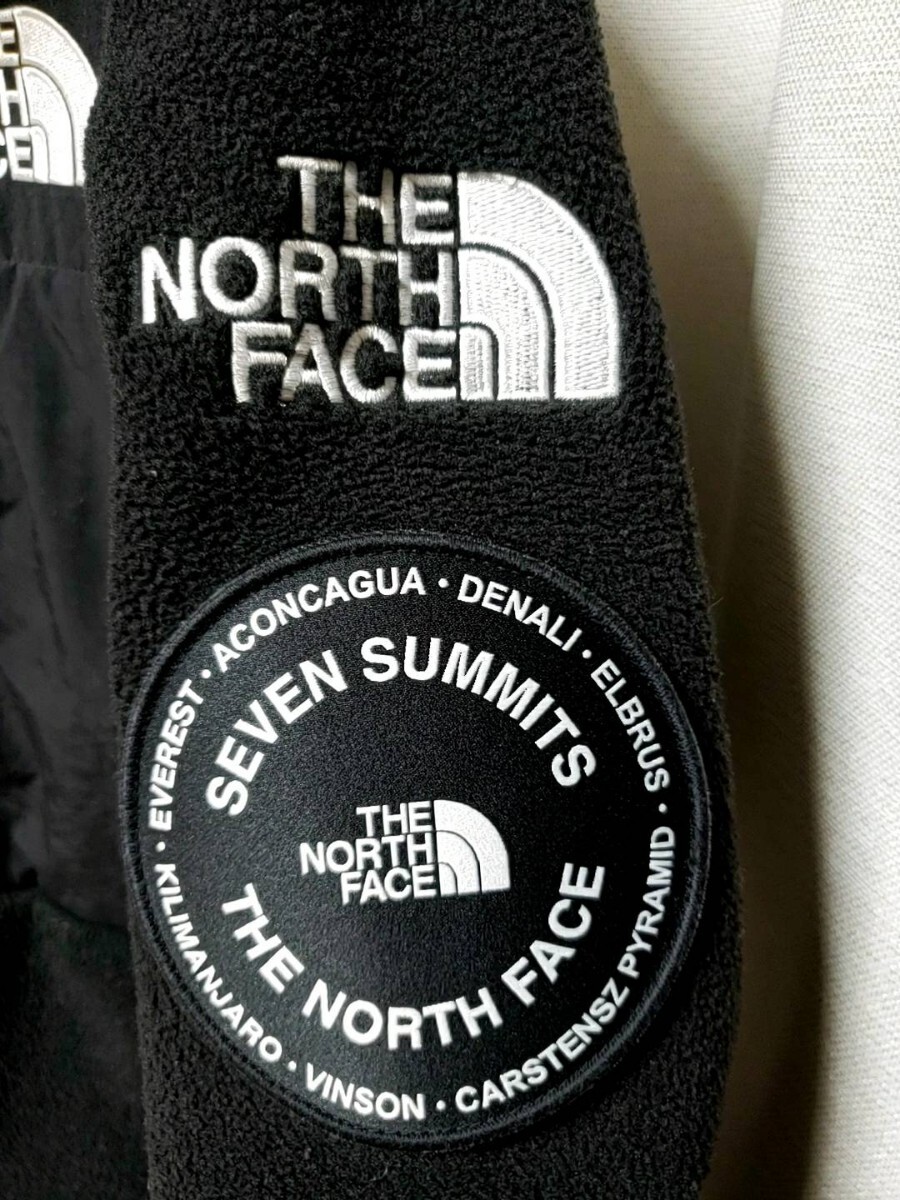 THE
NORTH
FACE
EVEREST · ACONCAGUA · DENALI · ELBRUS ·
SEVEN SUMMITS
THE
NORTH
FACE
THE NORTH FACE
KILIMANJARO · VINSON · CARSTENSZ PYRAMID